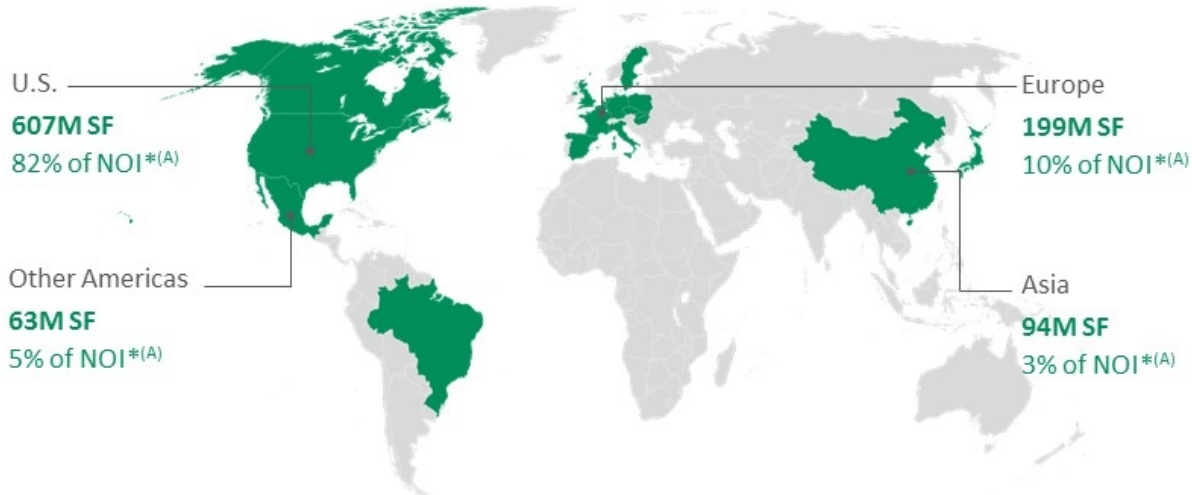 U.S.
607M SF
82% of NOI*(A)
Other Americas
63M SF
5% of NOI*(A)
Europe
199M SF
10% of NOI*(A)
Asia
94M SF
3% of NOI*(A)